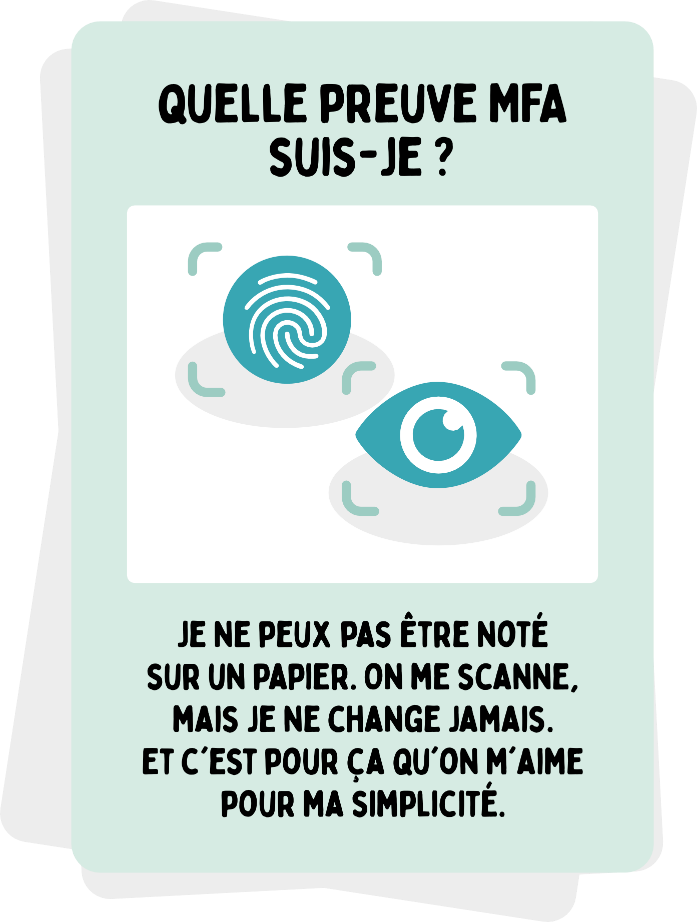 QUELLE PREUVE MFA
SUIS-JE ?
JE NE PEUX PAS ÊTRE NOTÉ
SUR UN PAPIER. ON ME SCANNE,
MAIS JE NE CHANGE JAMAIS.
ET C'EST POUR ÇA QU'ON M'AIME
POUR MA SIMPLICITÉ.